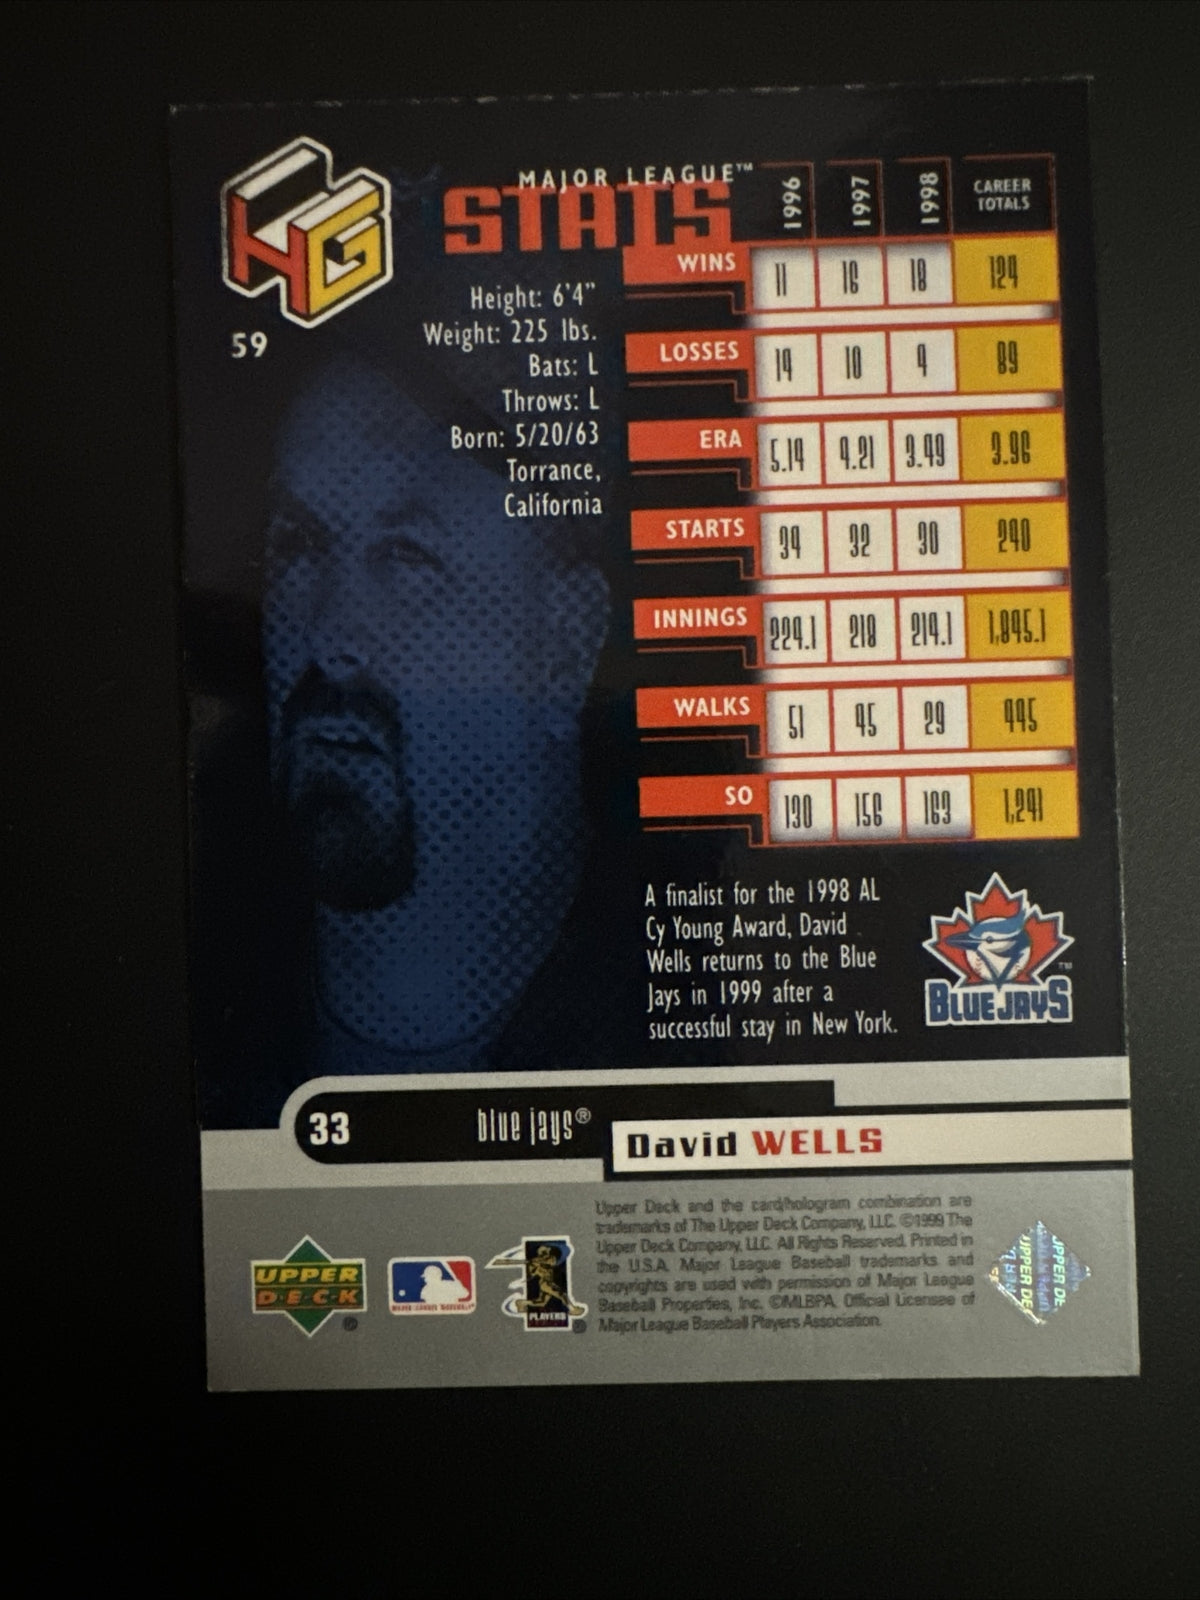 HG
59
MAJOR LEAGUE™
STATS
Height: 6'4"
Weight: 225 lbs.
Bats: L
Throws: L
Born: 5/20/63
Torrance,
California
1996 1997 1998 CAREER TOTALS
WINS 11 16 18 124
LOSSES 14 10 4 89
ERA 5.14 4.21 3.49 3.96
STARTS 34 32 30 240
INNINGS 224.1 218 214.1 1,845.1
WALKS 51 45 29 445
SO 130 156 163 1,241
A finalist for the 1998 AL
Cy Young Award, David
Wells returns to the Blue
Jays in 1999 after a
successful stay in New York.
BLUE JAYS™
33 blue jays®
David WELLS
UPPER
DECK
®
PLAYERS
Upper Deck and the card/hologram combination are
trademarks of The Upper Deck Company, LLC. ©1999 The
Upper Deck Company, LLC. All Rights Reserved. Printed in
the U.S.A. Major League Baseball trademarks and
copyrights are used with permission of Major League
Baseball Properties, Inc. ©MLBPA. Official Licensee of
Major League Baseball Players Association.
UPPER DE
UPPER DE